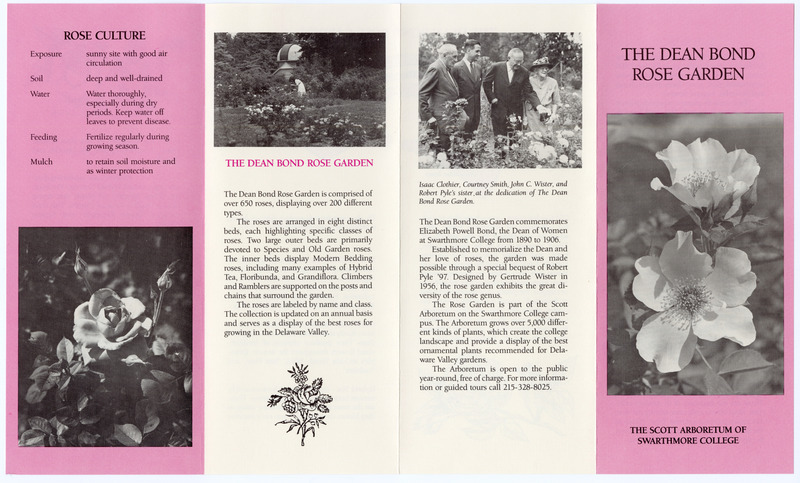 ROSE CULTURE
Exposure sunny site with good air
circulation
Soil deep and well-drained
Water Water thoroughly,
especially during dry
periods. Keep water off
leaves to prevent disease.
Feeding Fertilize regularly during
growing season.
Mulch to retain soil moisture and
as winter protection
THE DEAN BOND ROSE GARDEN
The Dean Bond Rose Garden is comprised of
over 650 roses, displaying over 200 different
types.
The roses are arranged in eight distinct
beds, each highlighting specific classes of
roses. Two large outer beds are primarily
devoted to Species and Old Garden roses.
The inner beds display Modern Bedding
roses, including many examples of Hybrid
Tea, Floribunda, and Grandiflora. Climbers
and Ramblers are supported on the posts and
chains that surround the garden.
The roses are labeled by name and class.
The collection is updated on an annual basis
and serves as a display of the best roses for
growing in the Delaware Valley.
Isaac Clothier, Courtney Smith, John C. Wister, and
Robert Pyle's sister at the dedication of The Dean
Bond Rose Garden.
The Dean Bond Rose Garden commemorates
Elizabeth Powell Bond, the Dean of Women
at Swarthmore College from 1890 to 1906.
Established to memorialize the Dean and
her love of roses, the garden was made
possible through a special bequest of Robert
Pyle '97. Designed by Gertrude Wister in
1956, the rose garden exhibits the great di-
versity of the rose genus.
The Rose Garden is part of the Scott
Arboretum on the Swarthmore College cam-
pus. The Arboretum grows over 5,000 differ-
ent kinds of plants, which create the college
landscape and provide a display of the best
ornamental plants recommended for Dela-
ware Valley gardens.
The Arboretum is open to the public
year-round, free of charge. For more informa-
tion or guided tours call 215-328-8025.
THE DEAN BOND
ROSE GARDEN
THE SCOTT ARBORETUM OF
SWARTHMORE COLLEGE